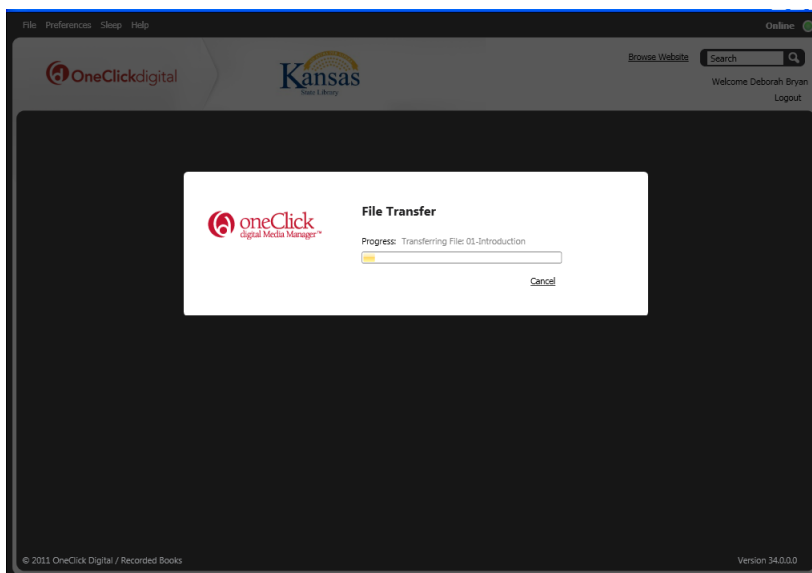 File Preferences Sleep Help
Online
OneClickdigital
Kansas
State Library
Browse Website
Search
Welcome Deborah Bryan
Logout
oneClick
digital Media Manager™
File Transfer
Progress: Transferring File: 01-Introduction
Cancel
© 2011 OneClick Digital / Recorded Books
Version 34.0.0.0